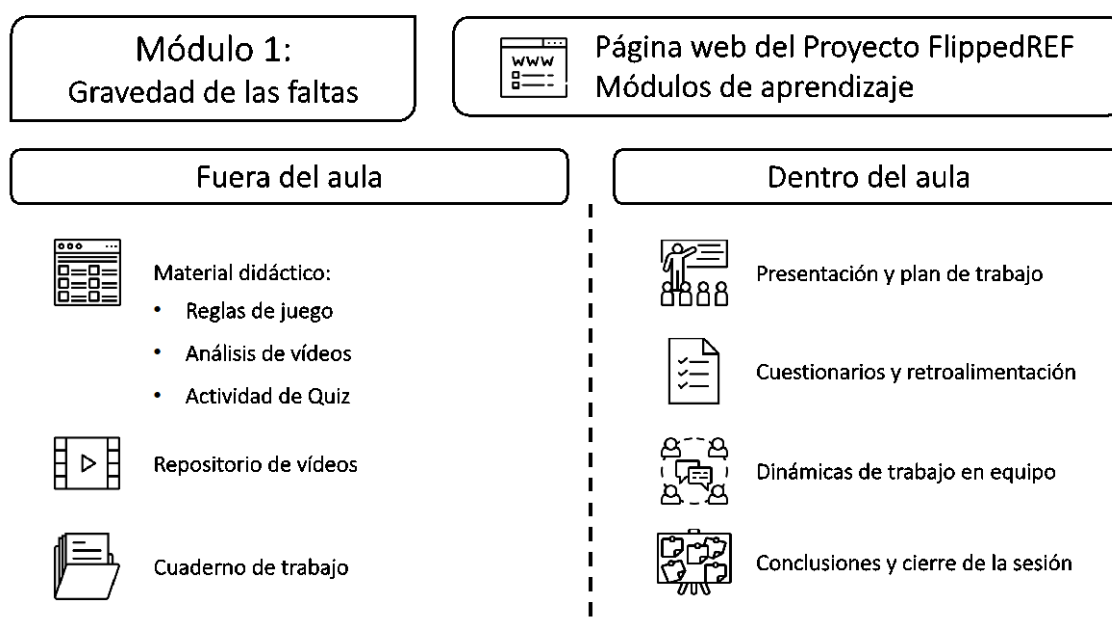 Módulo 1:
Gravedad de las faltas
WWW
Página web del Proyecto FlippedREF
Módulos de aprendizaje
Fuera del aula
Material didáctico:
• Reglas de juego
• Análisis de vídeos
• Actividad de Quiz
Repositorio de vídeos
Cuaderno de trabajo
Dentro del aula
Presentación y plan de trabajo
Cuestionarios y retroalimentación
Dinámicas de trabajo en equipo
Conclusiones y cierre de la sesión